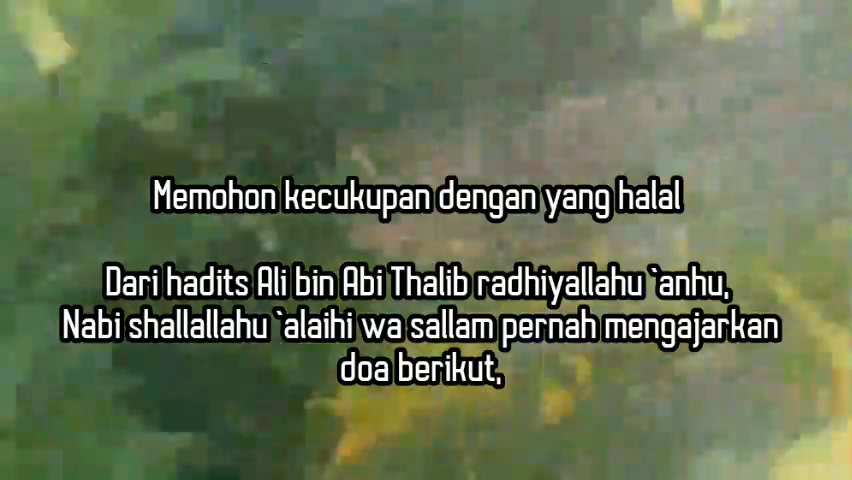 Memohon kecukupan dengan yang halal
Dari hadits Ali bin Abi Thalib radhiyallahu `anhu,
Nabi shallallahu `alaihi wa sallam pernah mengajarkan
doa berikut,